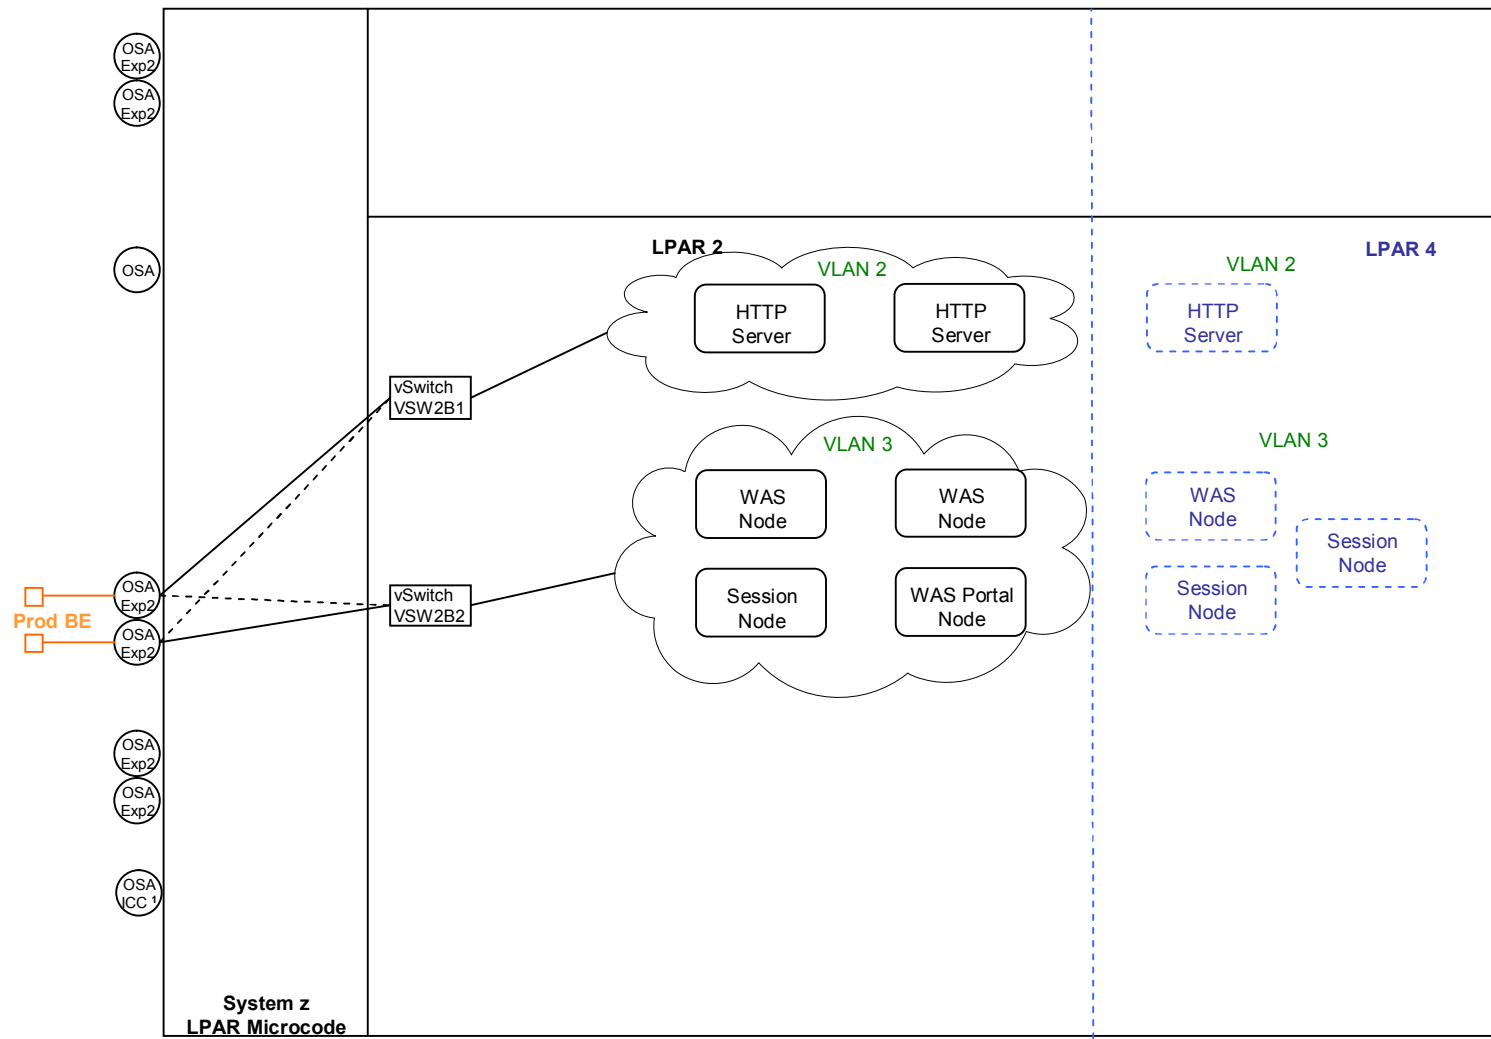 OSA
Exp2
OSA
Exp2
OSA
LPAR 2
LPAR 4
VLAN 2
HTTP
Server
HTTP
Server
VLAN 2
HTTP
Server
vSwitch
VSW2B1
VLAN 3
WAS
Node
WAS
Node
Session
Node
WAS Portal
Node
VLAN 3
WAS
Node
Session
Node
Session
Node
OSA
Exp2
Prod BE
OSA
Exp2
vSwitch
VSW2B2
OSA
Exp2
OSA
Exp2
OSA
ICC 1
System z
LPAR Microcode